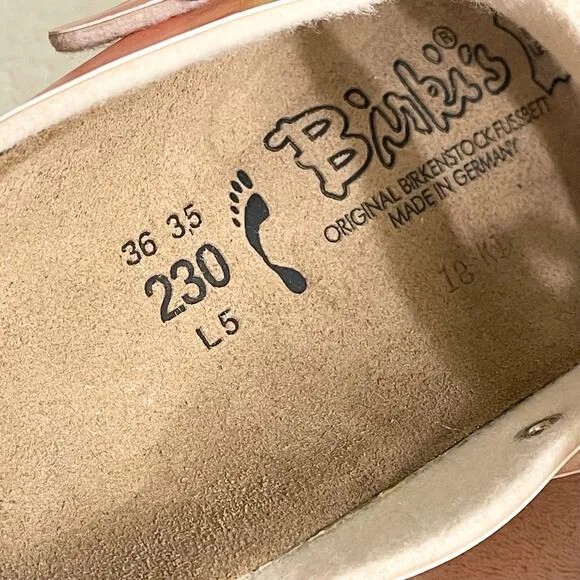 Birki's®
ORIGINAL BIRKENSTOCK FUSSBETT
MADE IN GERMANY
36 3,5
230
L 5